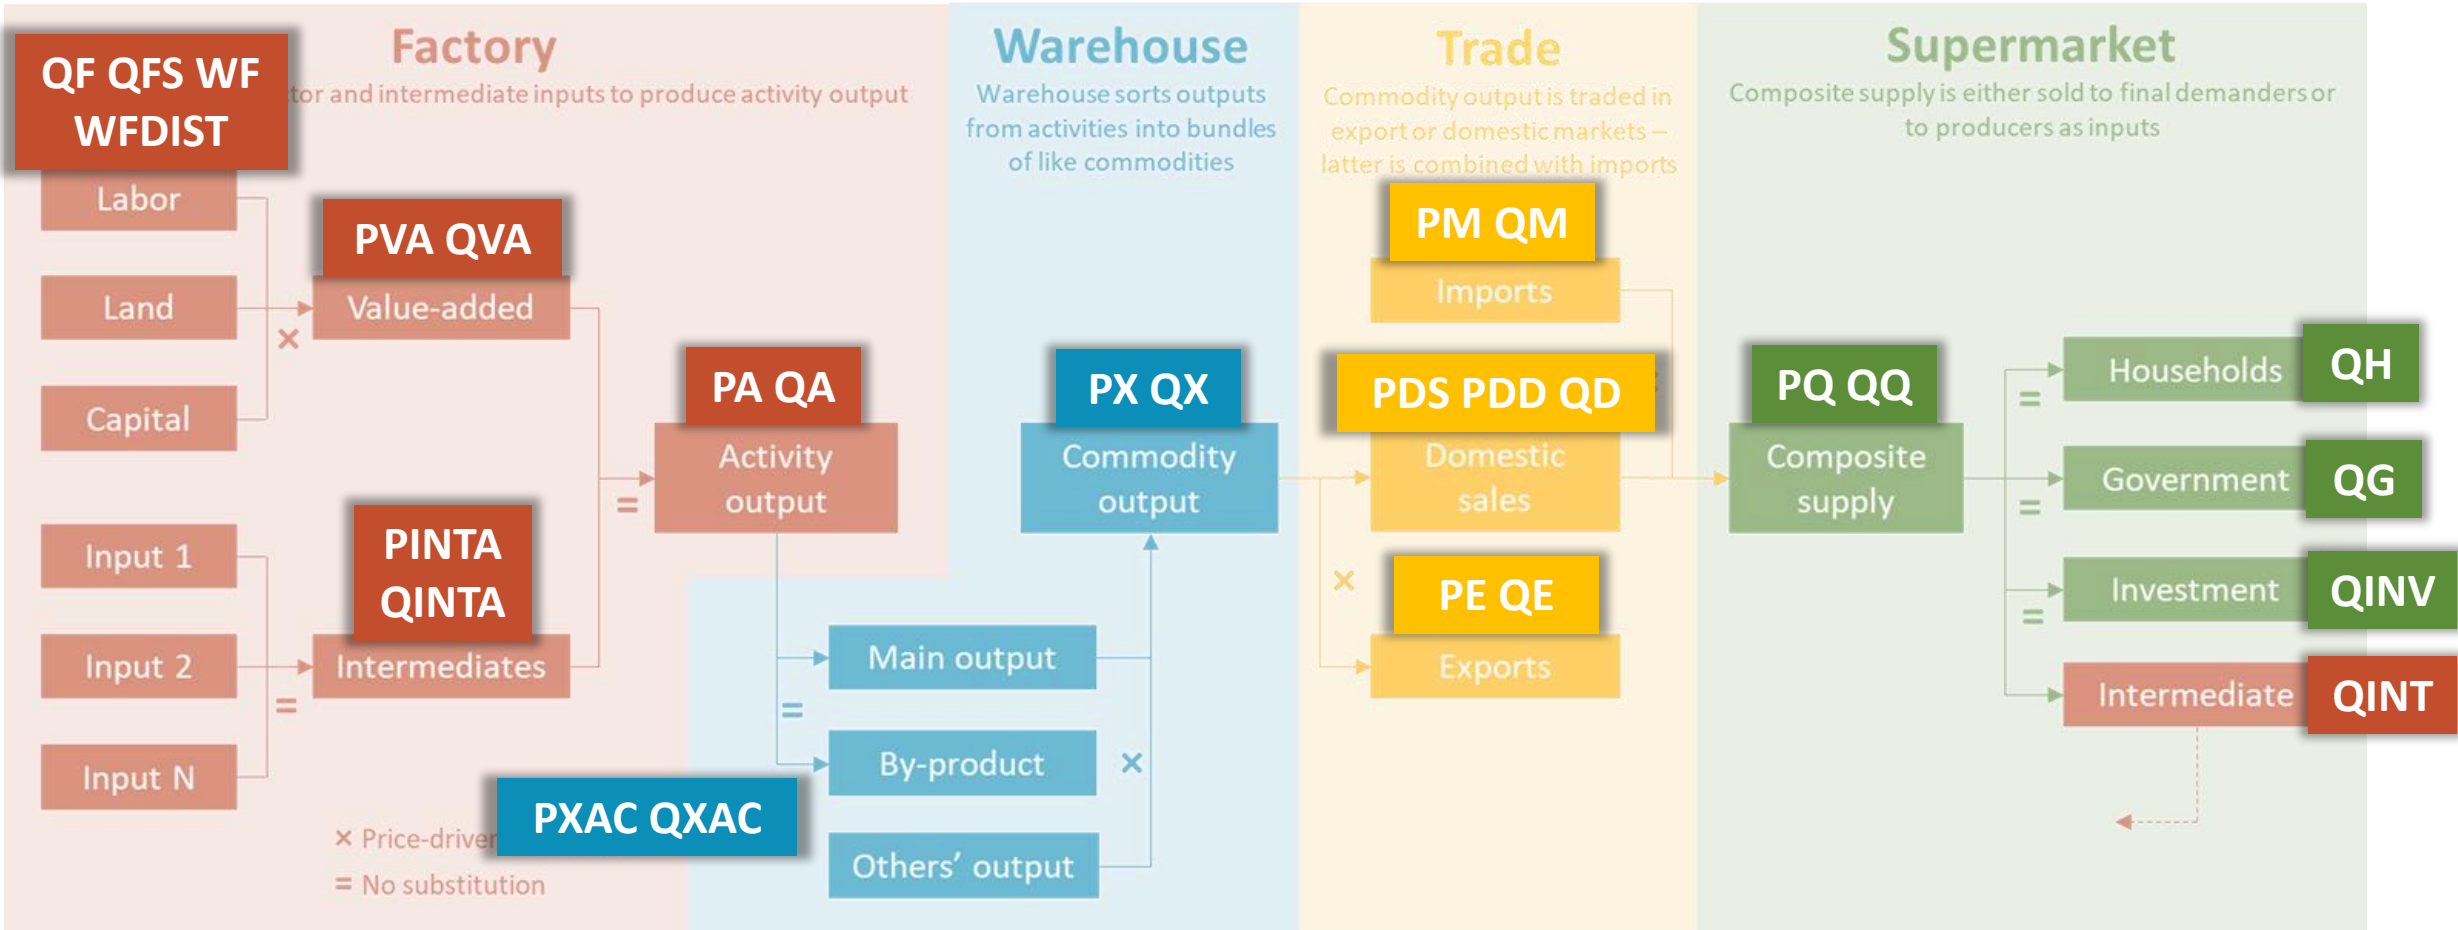 QF QFS WF
WFDIST
Factory
tor and intermediate inputs to produce activity output
Labor
Land
Capital
Input 1
Input 2
Input N
PVA QVA
Value-added
×
PINTA
QINTA
Intermediates
=
=
PA QA
Activity
output
× Price-driven
= No substitution
Warehouse
Warehouse sorts outputs
from activities into bundles
of like commodities
PX QX
Commodity
output
Main output
=
By-product
×
PXAC QXAC
Others’ output
Trade
Commodity output is traded in
export or domestic markets –
latter is combined with imports
PM QM
Imports
PDS PDD QD
Domestic
sales
×
PE QE
Exports
Supermarket
Composite supply is either sold to final demanders or
to producers as inputs
PQ QQ
Composite
supply
Households QH
=
Government QG
=
Investment QINV
=
Intermediate QINT